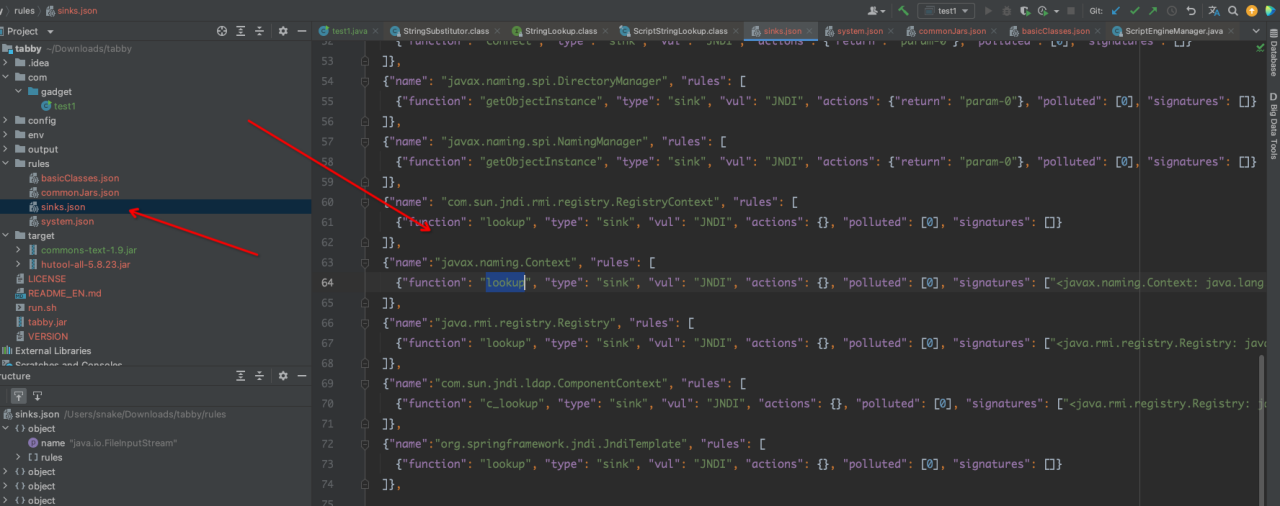 rules
sinks.json
test1
Git:
Project
test1.java
StringSubstitutor.class
StringLookup.class
ScriptStringLookup.class
sinks.json
system.json
commonJars.json
basicClasses.json
ScriptEngineManager.java
tabby ~/Downloads/tabby
.idea
com
gadget
test1
config
env
output
rules
basicClasses.json
commonJars.json
sinks.json
system.json
target
commons-text-1.9.jar
hutool-all-5.8.23.jar
LICENSE
README_EN.md
run.sh
tabby.jar
VERSION
External Libraries
Scratches and Consoles
ructure
sinks.json /Users/snake/Downloads/tabby/rules
object
name "java.io.FileInputStream"
rules
object
object
object
52 {"function": "connect", "type": "sink", "vul": "JNDI", "actions": {"return": "param-0"}, "polluted": [0], "signatures": []}
53 ]},
54 {"name": "javax.naming.spi.DirectoryManager", "rules": [
55 {"function": "getObjectInstance", "type": "sink", "vul": "JNDI", "actions": {"return": "param-0"}, "polluted": [0], "signatures": []}
56 ]},
57 {"name": "javax.naming.spi.NamingManager", "rules": [
58 {"function": "getObjectInstance", "type": "sink", "vul": "JNDI", "actions": {"return": "param-0"}, "polluted": [0], "signatures": []}
59 ]},
60 {"name": "com.sun.jndi.rmi.registry.RegistryContext", "rules": [
61 {"function": "lookup", "type": "sink", "vul": "JNDI", "actions": {}, "polluted": [0], "signatures": []}
62 ]},
63 {"name":"javax.naming.Context", "rules": [
64 {"function": "lookup", "type": "sink", "vul": "JNDI", "actions": {}, "polluted": [0], "signatures": ["<javax.naming.Context: java.lang
65 ]},
66 {"name":"java.rmi.registry.Registry", "rules": [
67 {"function": "lookup", "type": "sink", "vul": "JNDI", "actions": {}, "polluted": [0], "signatures": ["<java.rmi.registry.Registry: jav
68 ]},
69 {"name":"com.sun.jndi.ldap.ComponentContext", "rules": [
70 {"function": "c_lookup", "type": "sink", "vul": "JNDI", "actions": {}, "polluted": [0], "signatures": ["<java.rmi.registry.Registry: j
71 ]},
72 {"name":"org.springframework.jndi.JndiTemplate", "rules": [
73 {"function": "lookup", "type": "sink", "vul": "JNDI", "actions": {}, "polluted": [0], "signatures": []}
74 ]},
75
Database
Big Data Tools